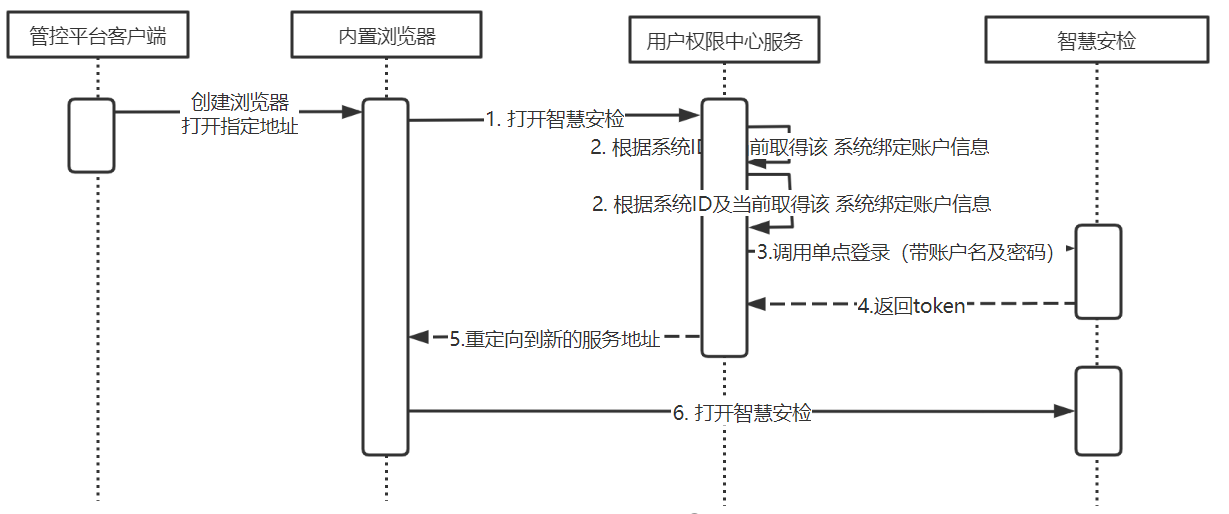 管控平台客户端
内置浏览器
用户权限中心服务
智慧安检
创建浏览器
打开指定地址
1. 打开智慧安检
2. 根据系统ID 前取得该 系统绑定账户信息
2. 根据系统ID及当前取得该 系统绑定账户信息
3.调用单点登录（带账户名及密码）
4.返回token
5.重定向到新的服务地址
6. 打开智慧安检